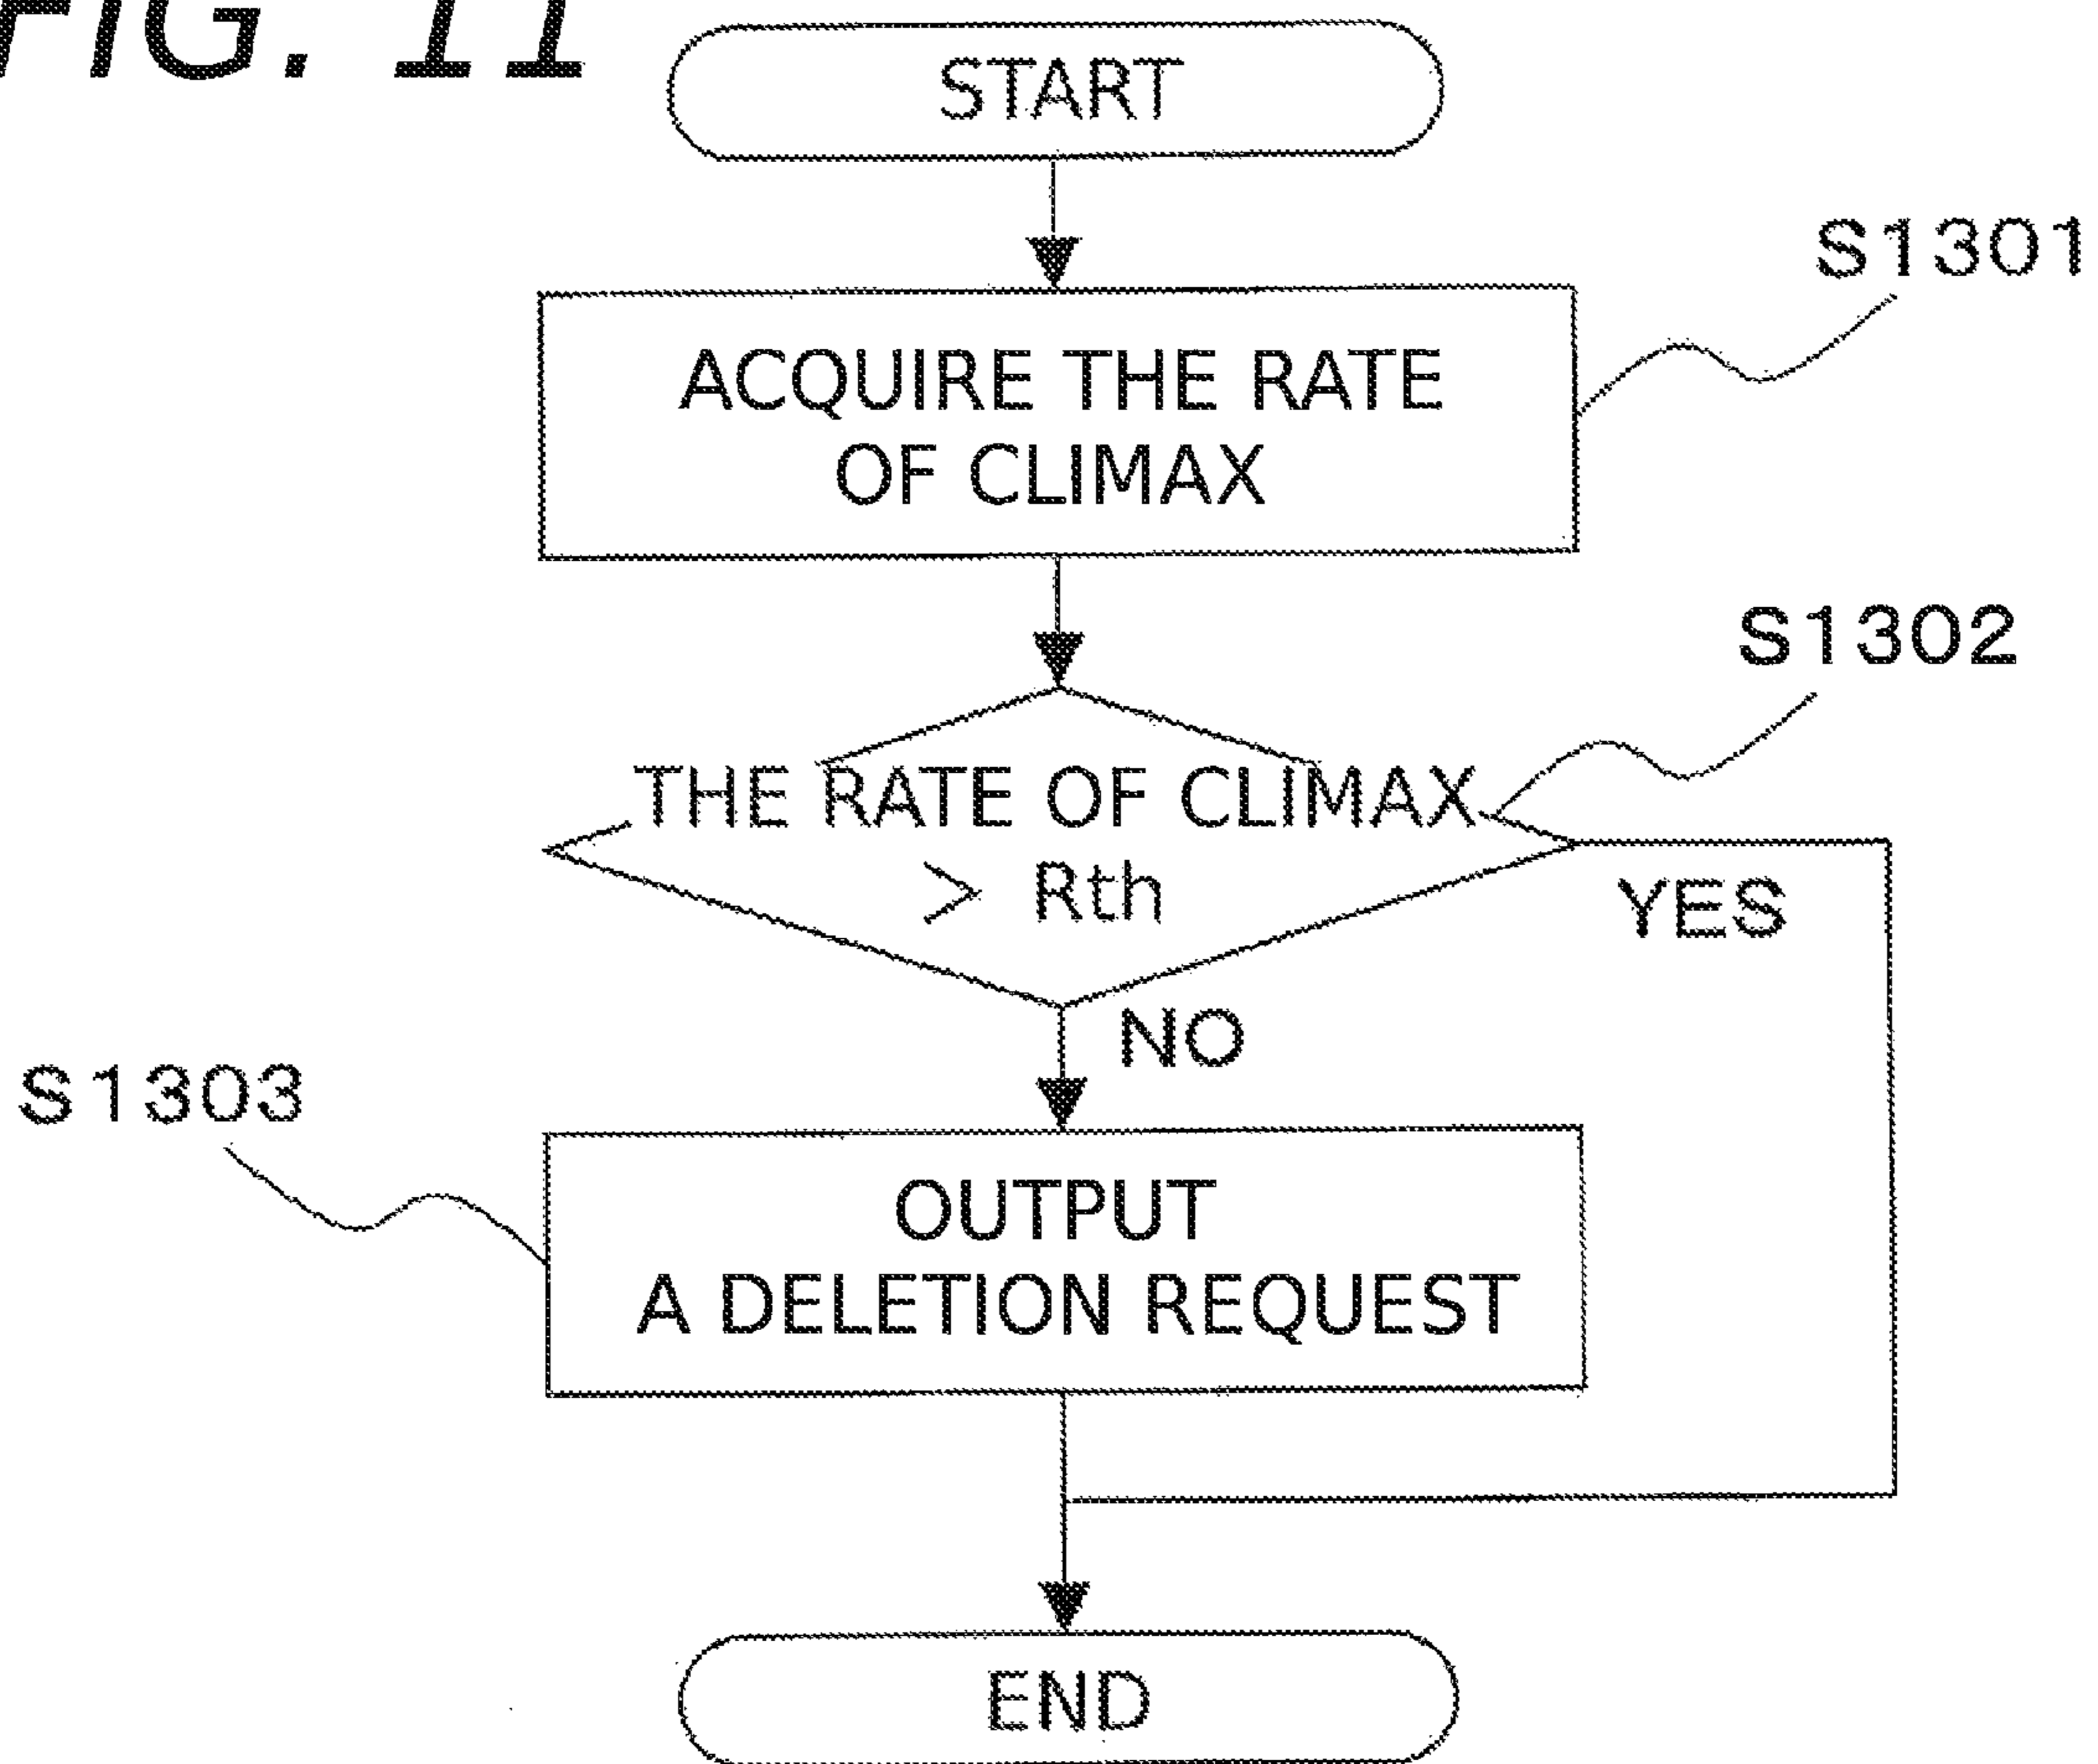 FIG. 11
START
S1301
ACQUIRE THE RATE
OF CLIMAX
S1302
THE RATE OF CLIMAX
> Rth
YES
NO
S1303
OUTPUT
A DELETION REQUEST
END